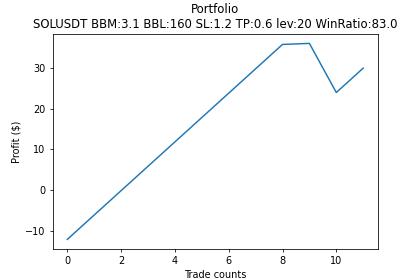 Portfolio
SOLUSDT BBM:3.1 BBL:160 SL:1.2 TP:0.6 lev:20 WinRatio:83.0
30
20
10
0
−10
Profit ($)
0 2 4 6 8 10
Trade counts